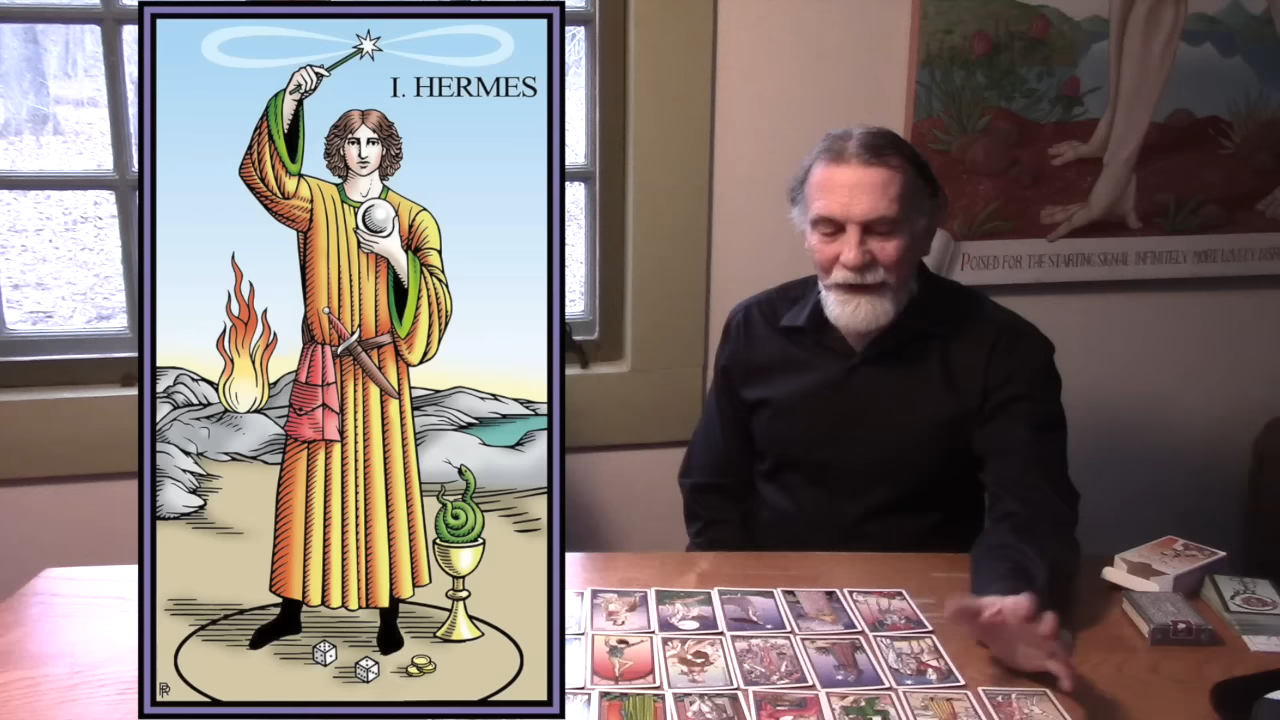 I. HERMES
POISED FOR THE STARTING SIGNAL INFINITELY MORE LOVELY